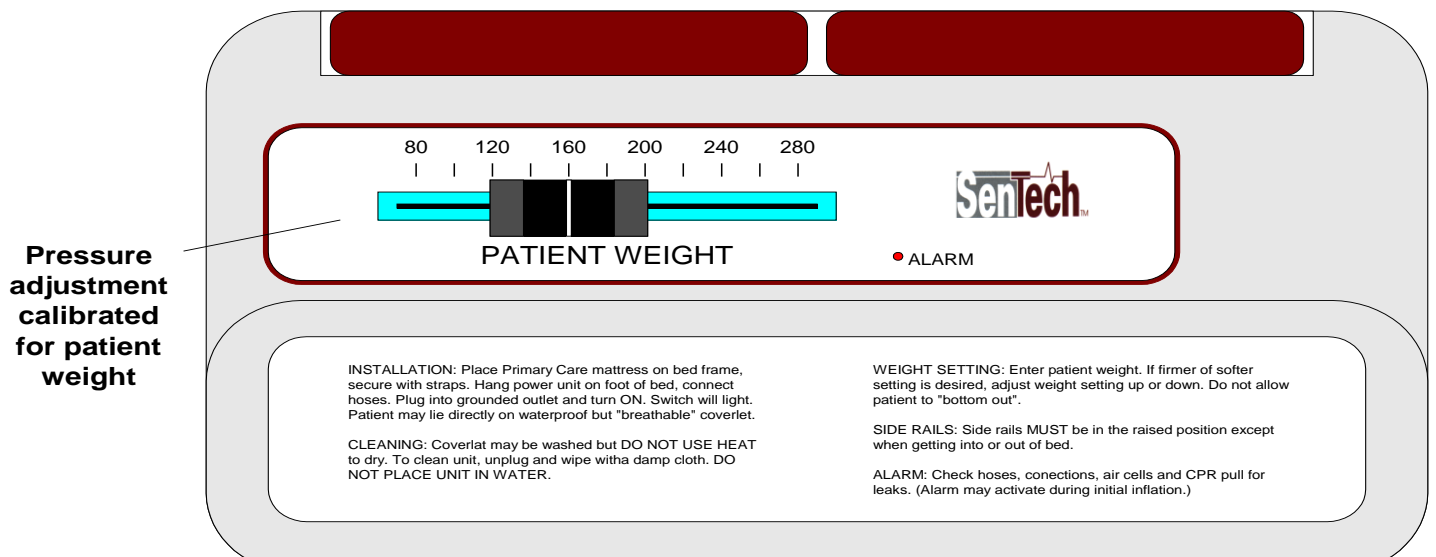 80 120 160 200 240 280
SenTech™
PATIENT WEIGHT
ALARM
Pressure
adjustment
calibrated
for patient
weight
INSTALLATION: Place Primary Care mattress on bed frame,
secure with straps. Hang power unit on foot of bed, connect
hoses. Plug into grounded outlet and turn ON. Switch will light.
Patient may lie directly on waterproof but "breathable" coverlet.
CLEANING: Coverlat may be washed but DO NOT USE HEAT
to dry. To clean unit, unplug and wipe witha damp cloth. DO
NOT PLACE UNIT IN WATER.
WEIGHT SETTING: Enter patient weight. If firmer of softer
setting is desired, adjust weight setting up or down. Do not allow
patient to "bottom out".
SIDE RAILS: Side rails MUST be in the raised position except
when getting into or out of bed.
ALARM: Check hoses, conections, air cells and CPR pull for
leaks. (Alarm may activate during initial inflation.)